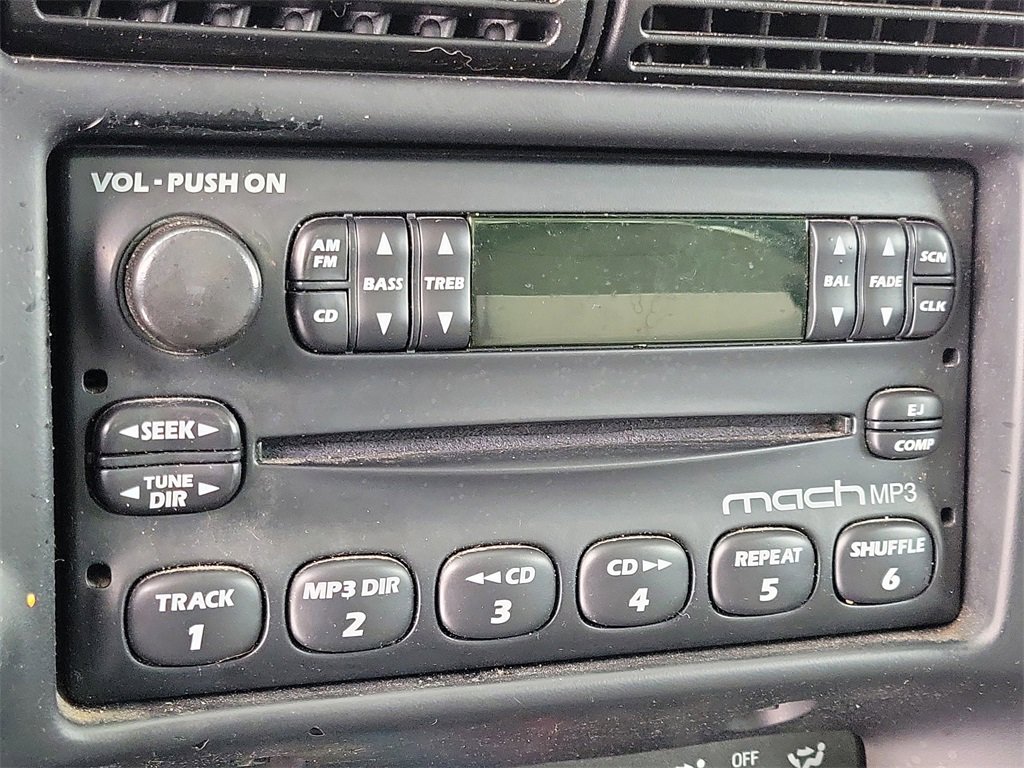 VOL - PUSH ON
AM
FM
CD
▲
BASS
▼
▲
TREB
▼
▲
BAL
▼
▲
FADE
▼
SCN
CLK
◄ SEEK ►
◄ TUNE ►
DIR
EJ
COMP
mach MP3
TRACK
1
MP3 DIR
2
◄◄ CD
3
CD ►►
4
REPEAT
5
SHUFFLE
6
OFF